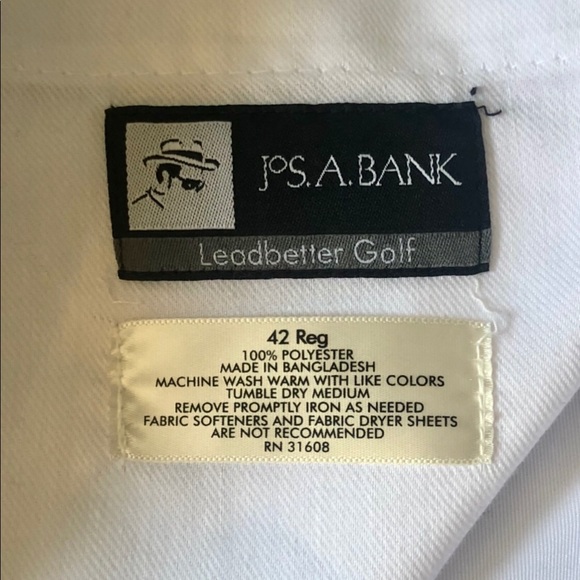 JOS. A. BANK
Leadbetter Golf
42 Reg
100% POLYESTER
MADE IN BANGLADESH
MACHINE WASH WARM WITH LIKE COLORS
TUMBLE DRY MEDIUM
REMOVE PROMPTLY IRON AS NEEDED
FABRIC SOFTENERS AND FABRIC DRYER SHEETS
ARE NOT RECOMMENDED
RN 31608